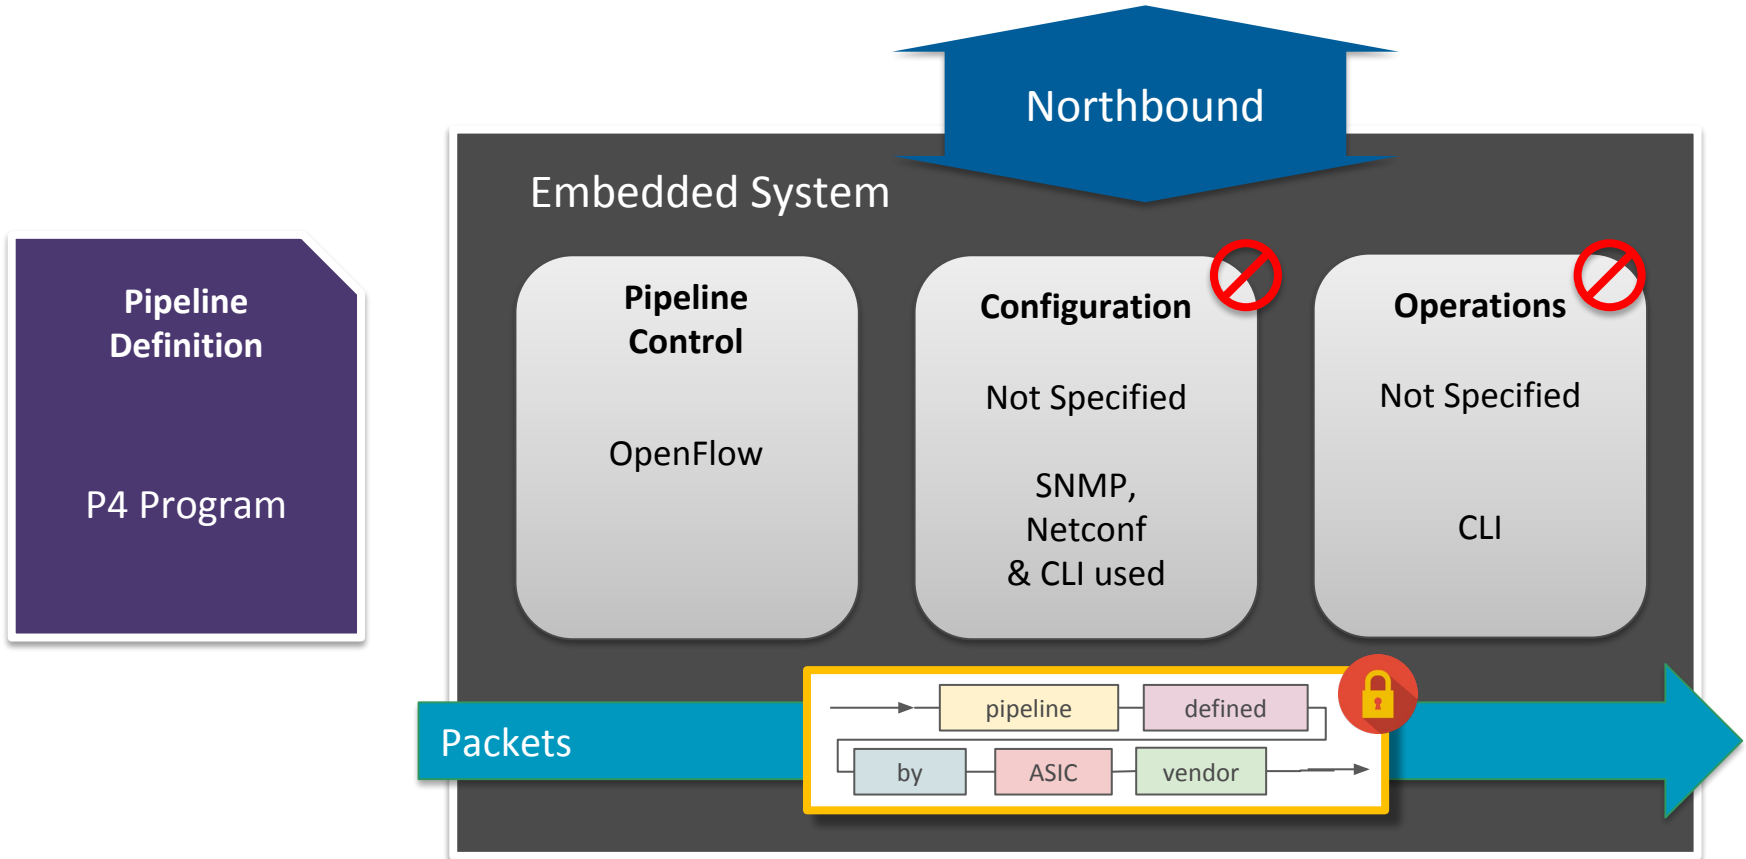 Northbound
Embedded System
Pipeline
Definition
P4 Program
Pipeline
Control
OpenFlow
Configuration
Not Specified
SNMP,
Netconf
& CLI used
Operations
Not Specified
CLI
Packets
pipeline
defined
by
ASIC
vendor